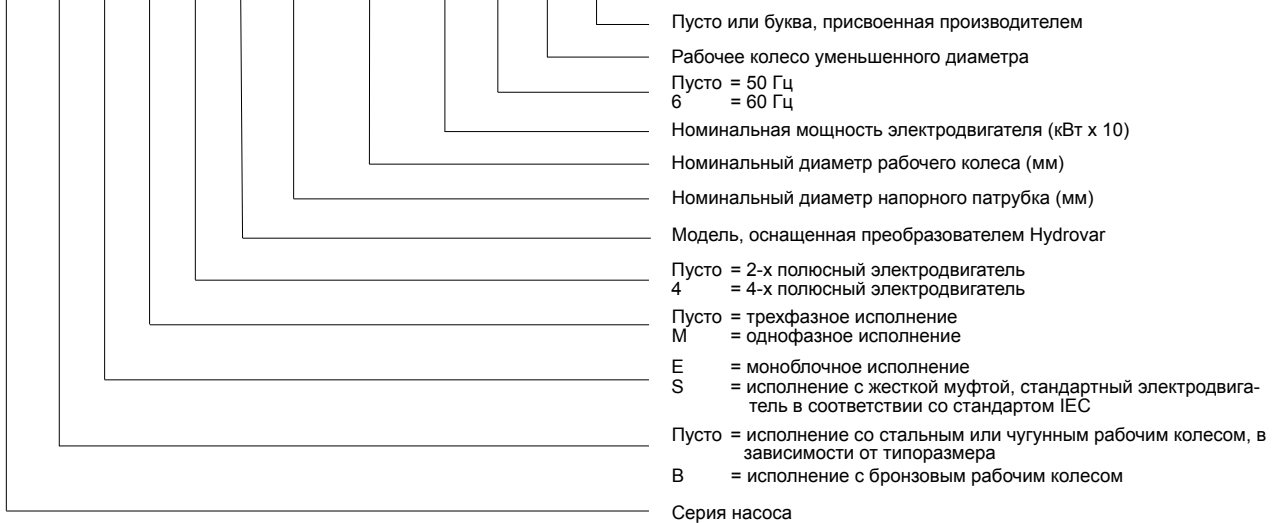 Пусто или буква, присвоенная производителем
Рабочее колесо уменьшенного диаметра
Пусто = 50 Гц
6 = 60 Гц
Номинальная мощность электродвигателя (кВт x 10)
Номинальный диаметр рабочего колеса (мм)
Номинальный диаметр напорного патрубка (мм)
Модель, оснащенная преобразователем Hydrovar
Пусто = 2-х полюсный электродвигатель
4 = 4-х полюсный электродвигатель
Пусто = трехфазное исполнение
M = однофазное исполнение
E = моноблочное исполнение
S = исполнение с жесткой муфтой, стандартный электродвига-
тель в соответствии со стандартом IEC
Пусто = исполнение со стальным или чугунным рабочим колесом, в
зависимости от типоразмера
B = исполнение с бронзовым рабочим колесом
Серия насоса